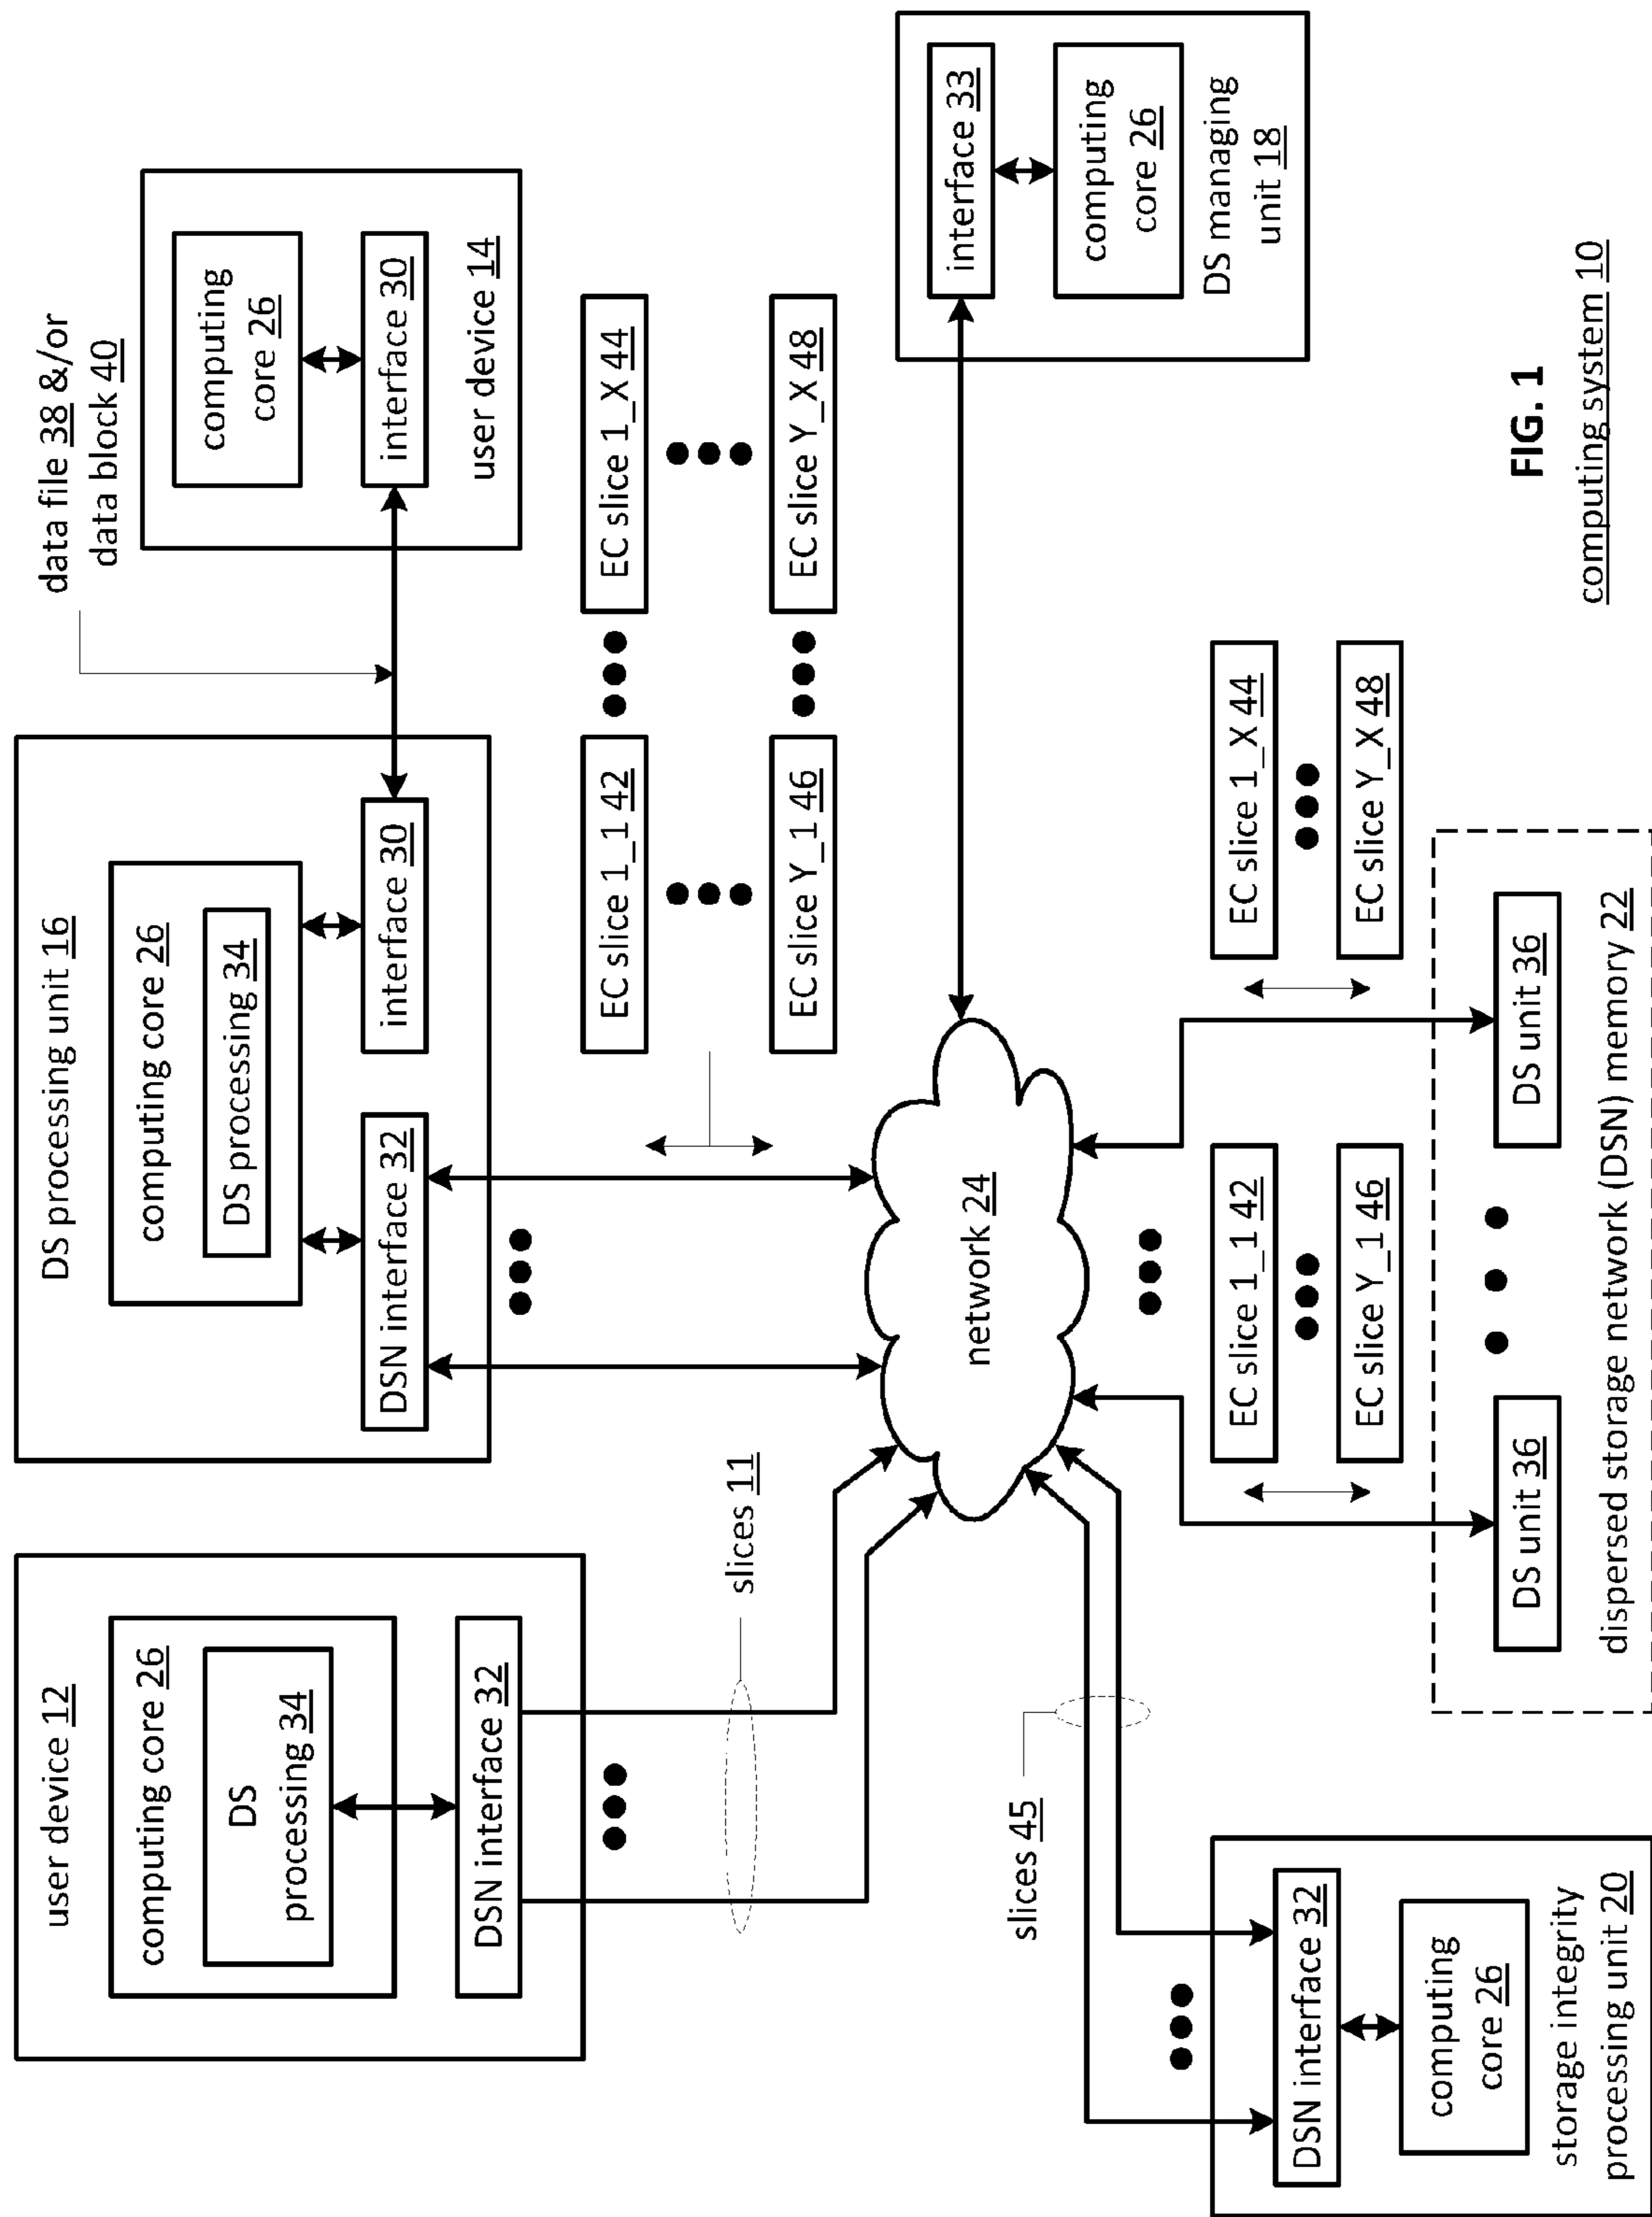 user device 12
computing core 26
DS
processing 34
DSN interface 32
slices 11
DS processing unit 16
computing core 26
DS processing 34
DSN interface 32
interface 30
data file 38 &/or
data block 40
computing
core 26
interface 30
user device 14
EC slice 1_1 42
EC slice 1_X 44
EC slice Y_1 46
EC slice Y_X 48
network 24
interface 33
computing
core 26
DS managing
unit 18
slices 45
DSN interface 32
computing
core 26
storage integrity
processing unit 20
EC slice 1_1 42
EC slice Y_1 46
EC slice 1_X 44
EC slice Y_X 48
DS unit 36
DS unit 36
dispersed storage network (DSN) memory 22
FIG. 1
computing system 10